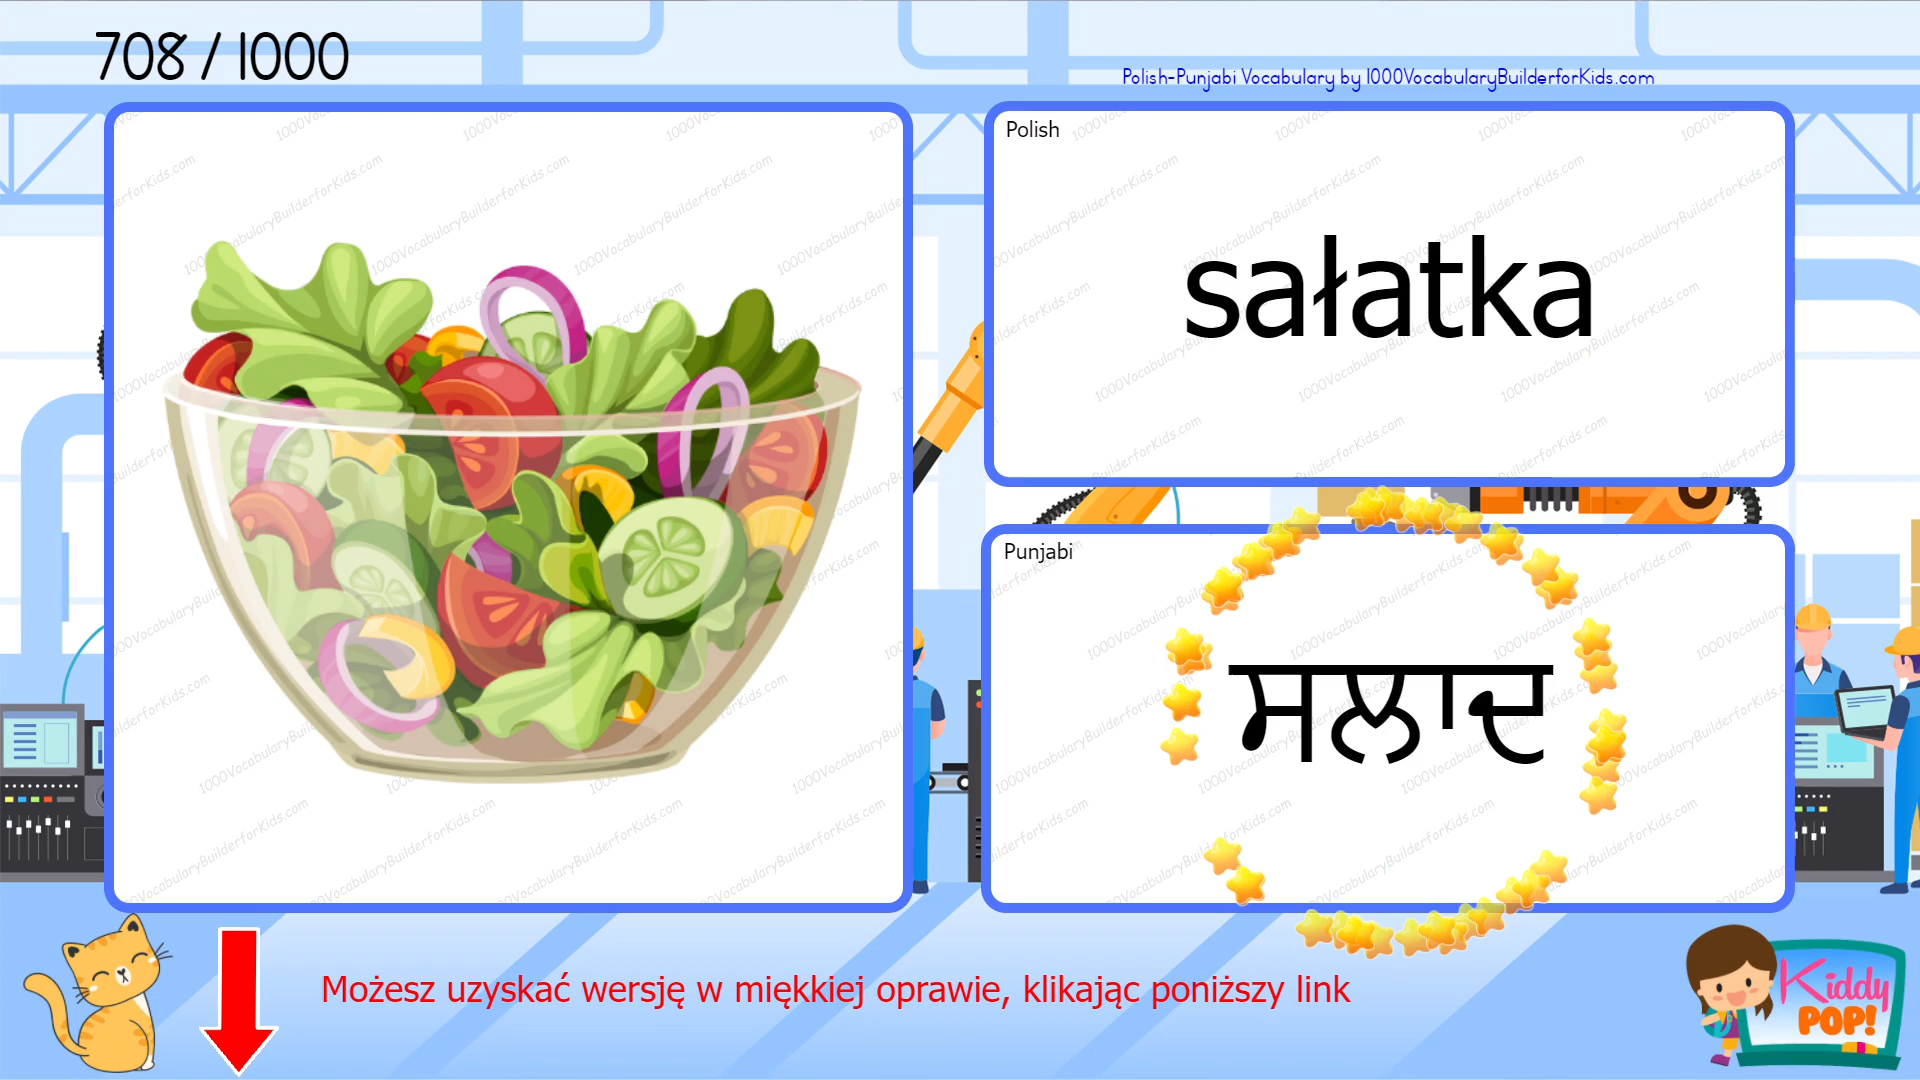 708 / 1000
Polish-Punjabi Vocabulary by 1000VocabularyBuilderforKids.com
Polish
sałatka
Punjabi
ਸਲਾਦ
Możesz uzyskać wersję w miękkiej oprawie, klikając poniższy link
Kiddy
POP!